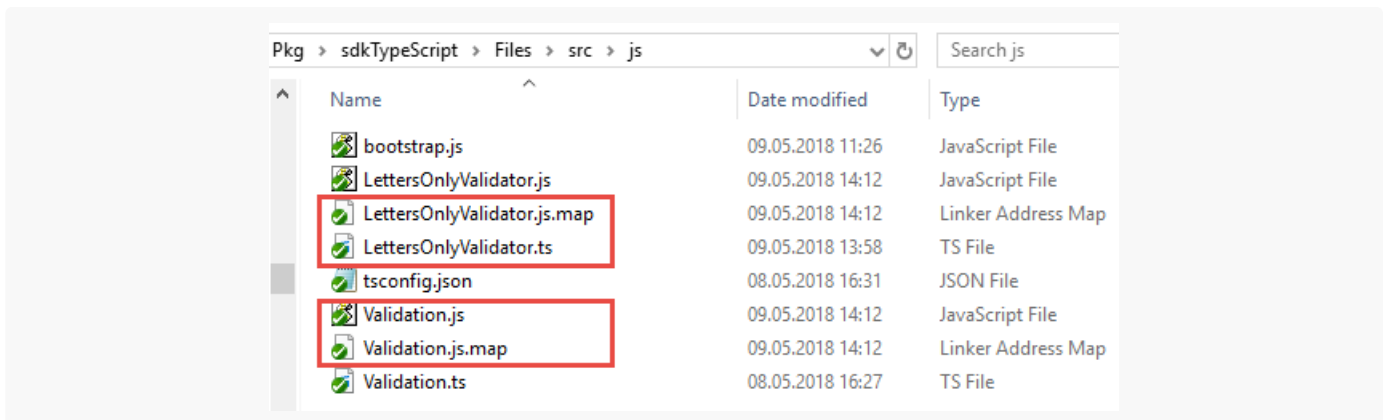 Pkg > sdkTypeScript > Files > src > js Search js
Name Date modified Type
bootstrap.js 09.05.2018 11:26 JavaScript File
LettersOnlyValidator.js 09.05.2018 14:12 JavaScript File
LettersOnlyValidator.js.map 09.05.2018 14:12 Linker Address Map
LettersOnlyValidator.ts 09.05.2018 13:58 TS File
tsconfig.json 08.05.2018 16:31 JSON File
Validation.js 09.05.2018 14:12 JavaScript File
Validation.js.map 09.05.2018 14:12 Linker Address Map
Validation.ts 08.05.2018 16:27 TS File